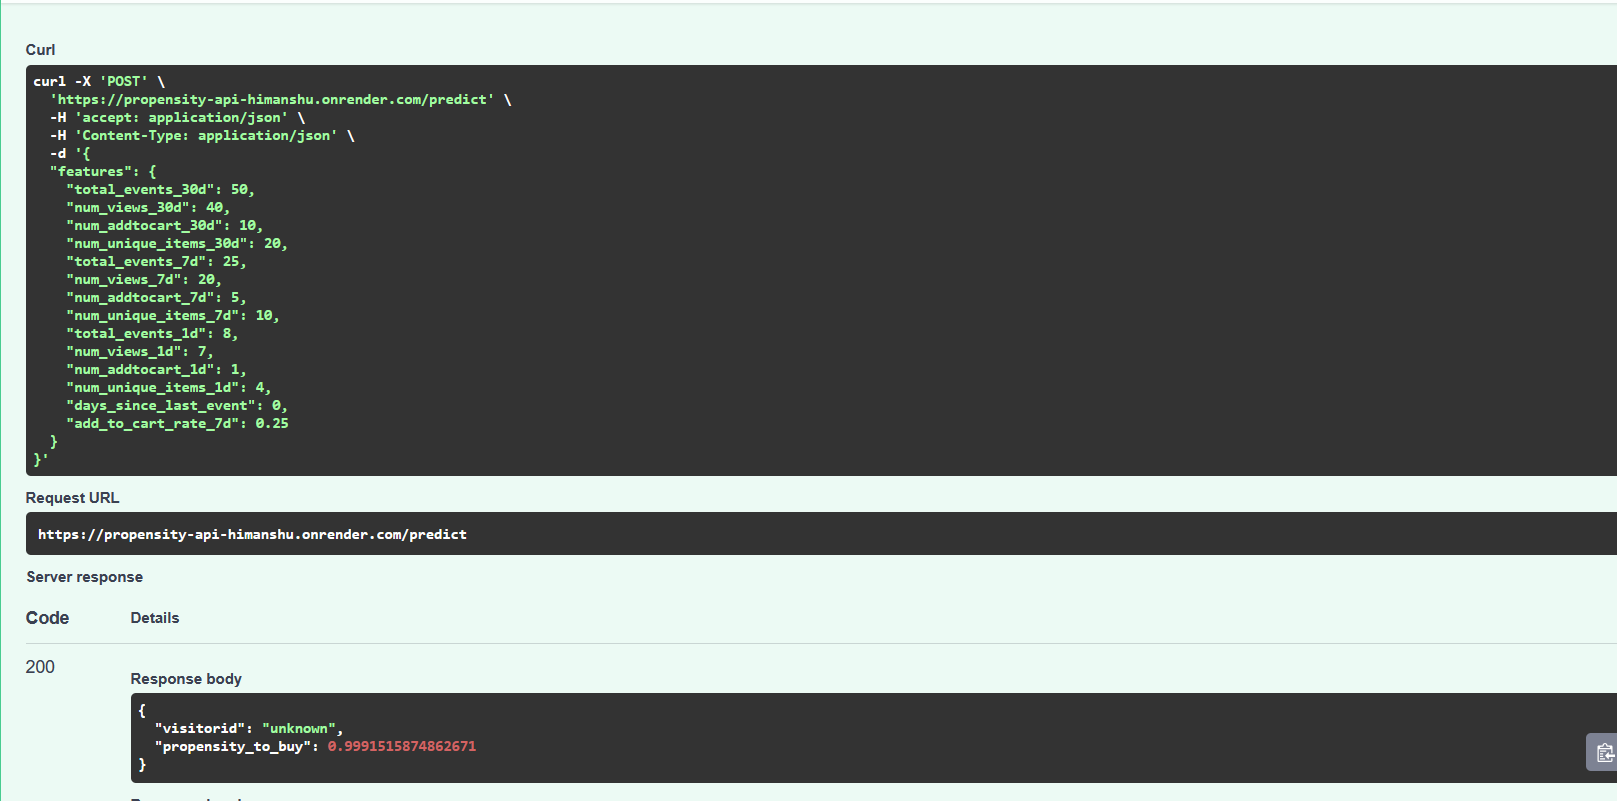 Curl
curl -X 'POST' \
  'https://propensity-api-himanshu.onrender.com/predict' \
  -H 'accept: application/json' \
  -H 'Content-Type: application/json' \
  -d '{
  "features": {
    "total_events_30d": 50,
    "num_views_30d": 40,
    "num_addtocart_30d": 10,
    "num_unique_items_30d": 20,
    "total_events_7d": 25,
    "num_views_7d": 20,
    "num_addtocart_7d": 5,
    "num_unique_items_7d": 10,
    "total_events_1d": 8,
    "num_views_1d": 7,
    "num_addtocart_1d": 1,
    "num_unique_items_1d": 4,
    "days_since_last_event": 0,
    "add_to_cart_rate_7d": 0.25
  }
}'
Request URL
https://propensity-api-himanshu.onrender.com/predict
Server response
Code Details
200
Response body
{
  "visitorid": "unknown",
  "propensity_to_buy": 0.9991515874862671
}